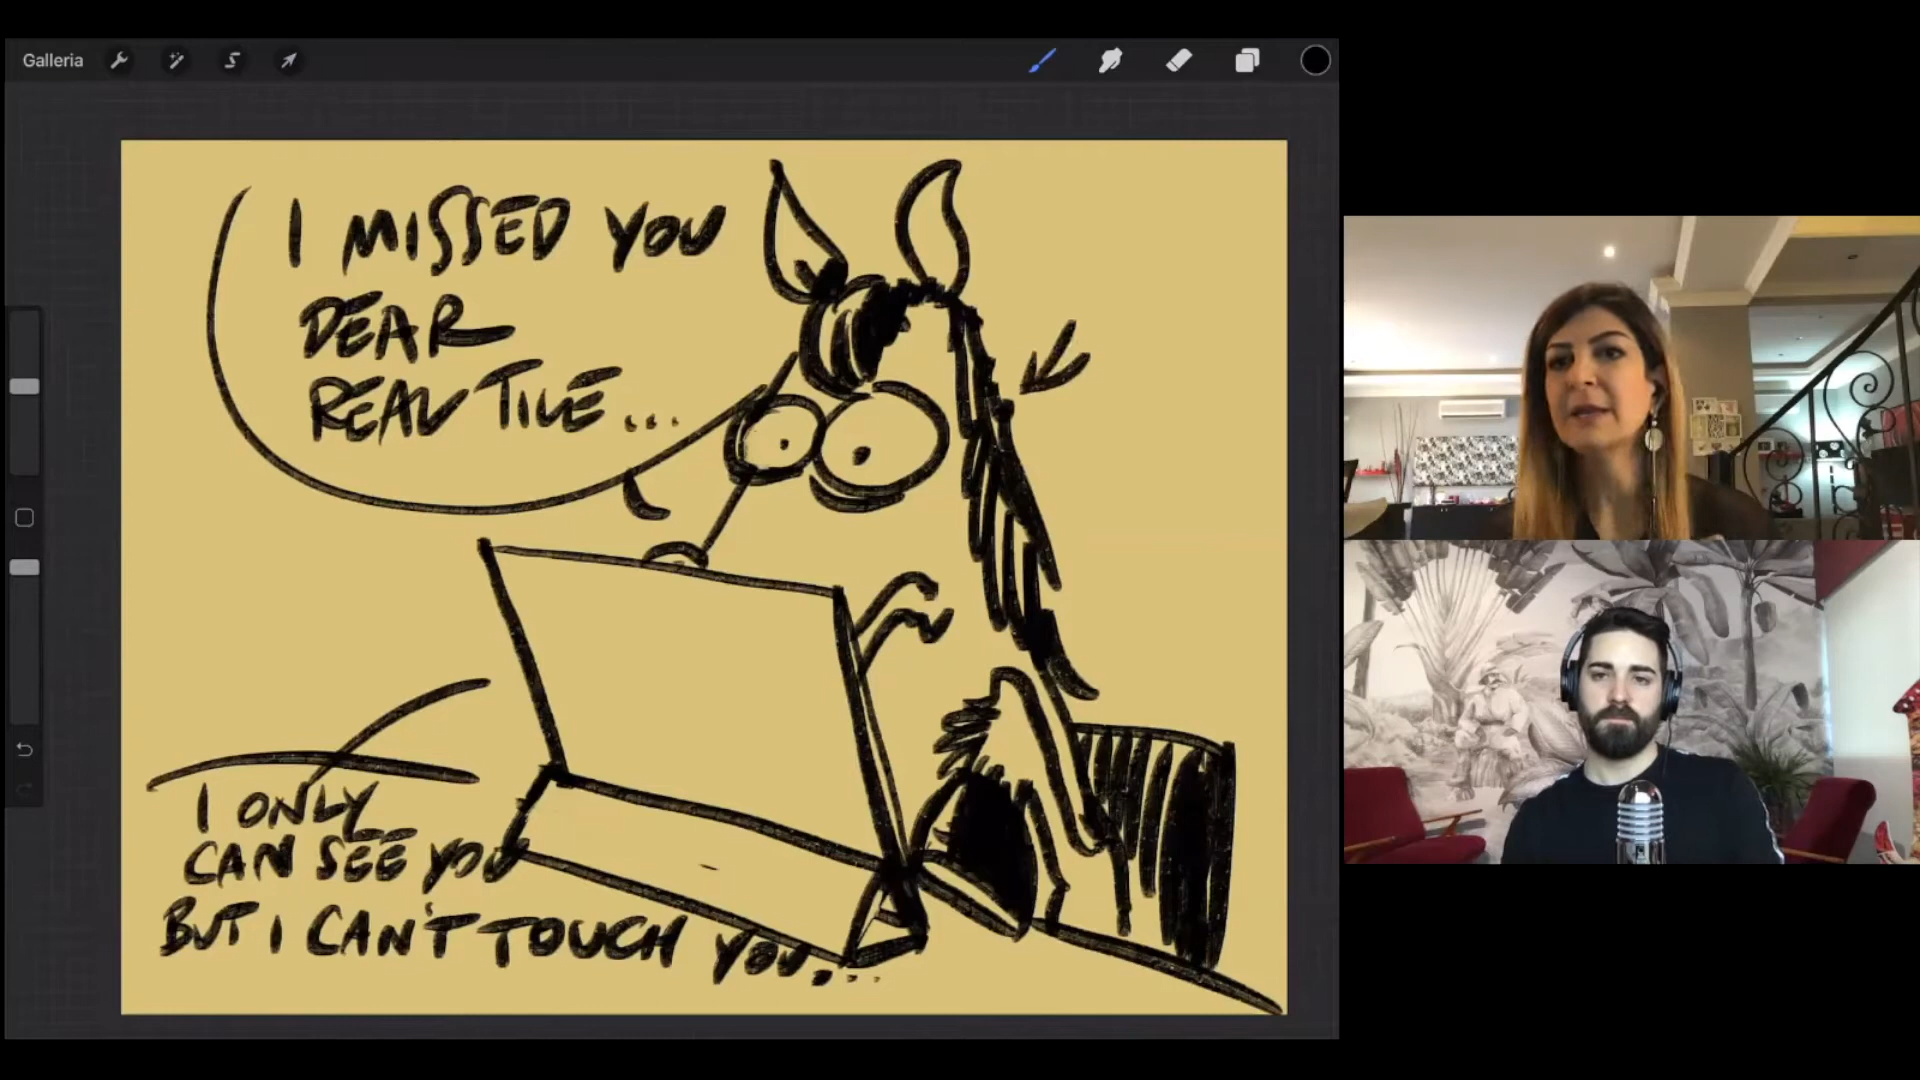 Galleria
I MISSED YOU
DEAR
REAL TILE...
I ONLY
CAN SEE YOU
BUT I CAN'T TOUCH YOU...